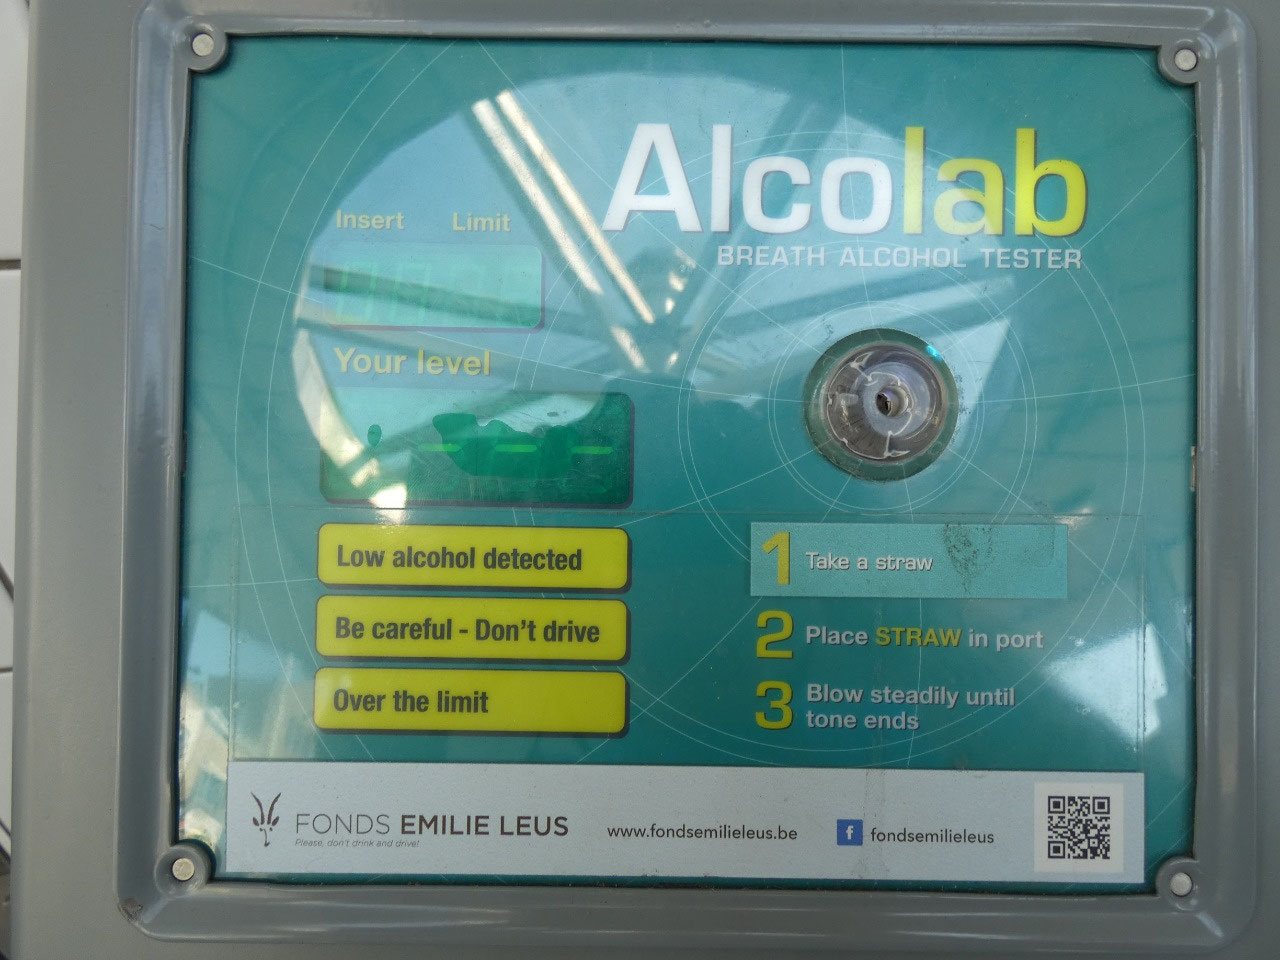 Alcolab
BREATH ALCOHOL TESTER
Insert Limit
Your level
Low alcohol detected
Be careful - Don't drive
Over the limit
1 Take a straw
2 Place STRAW in port
3 Blow steadily until
tone ends
FONDS EMILIE LEUS
Please, don't drink and drive!
www.fondsemilieleus.be
f fondsemilieleus